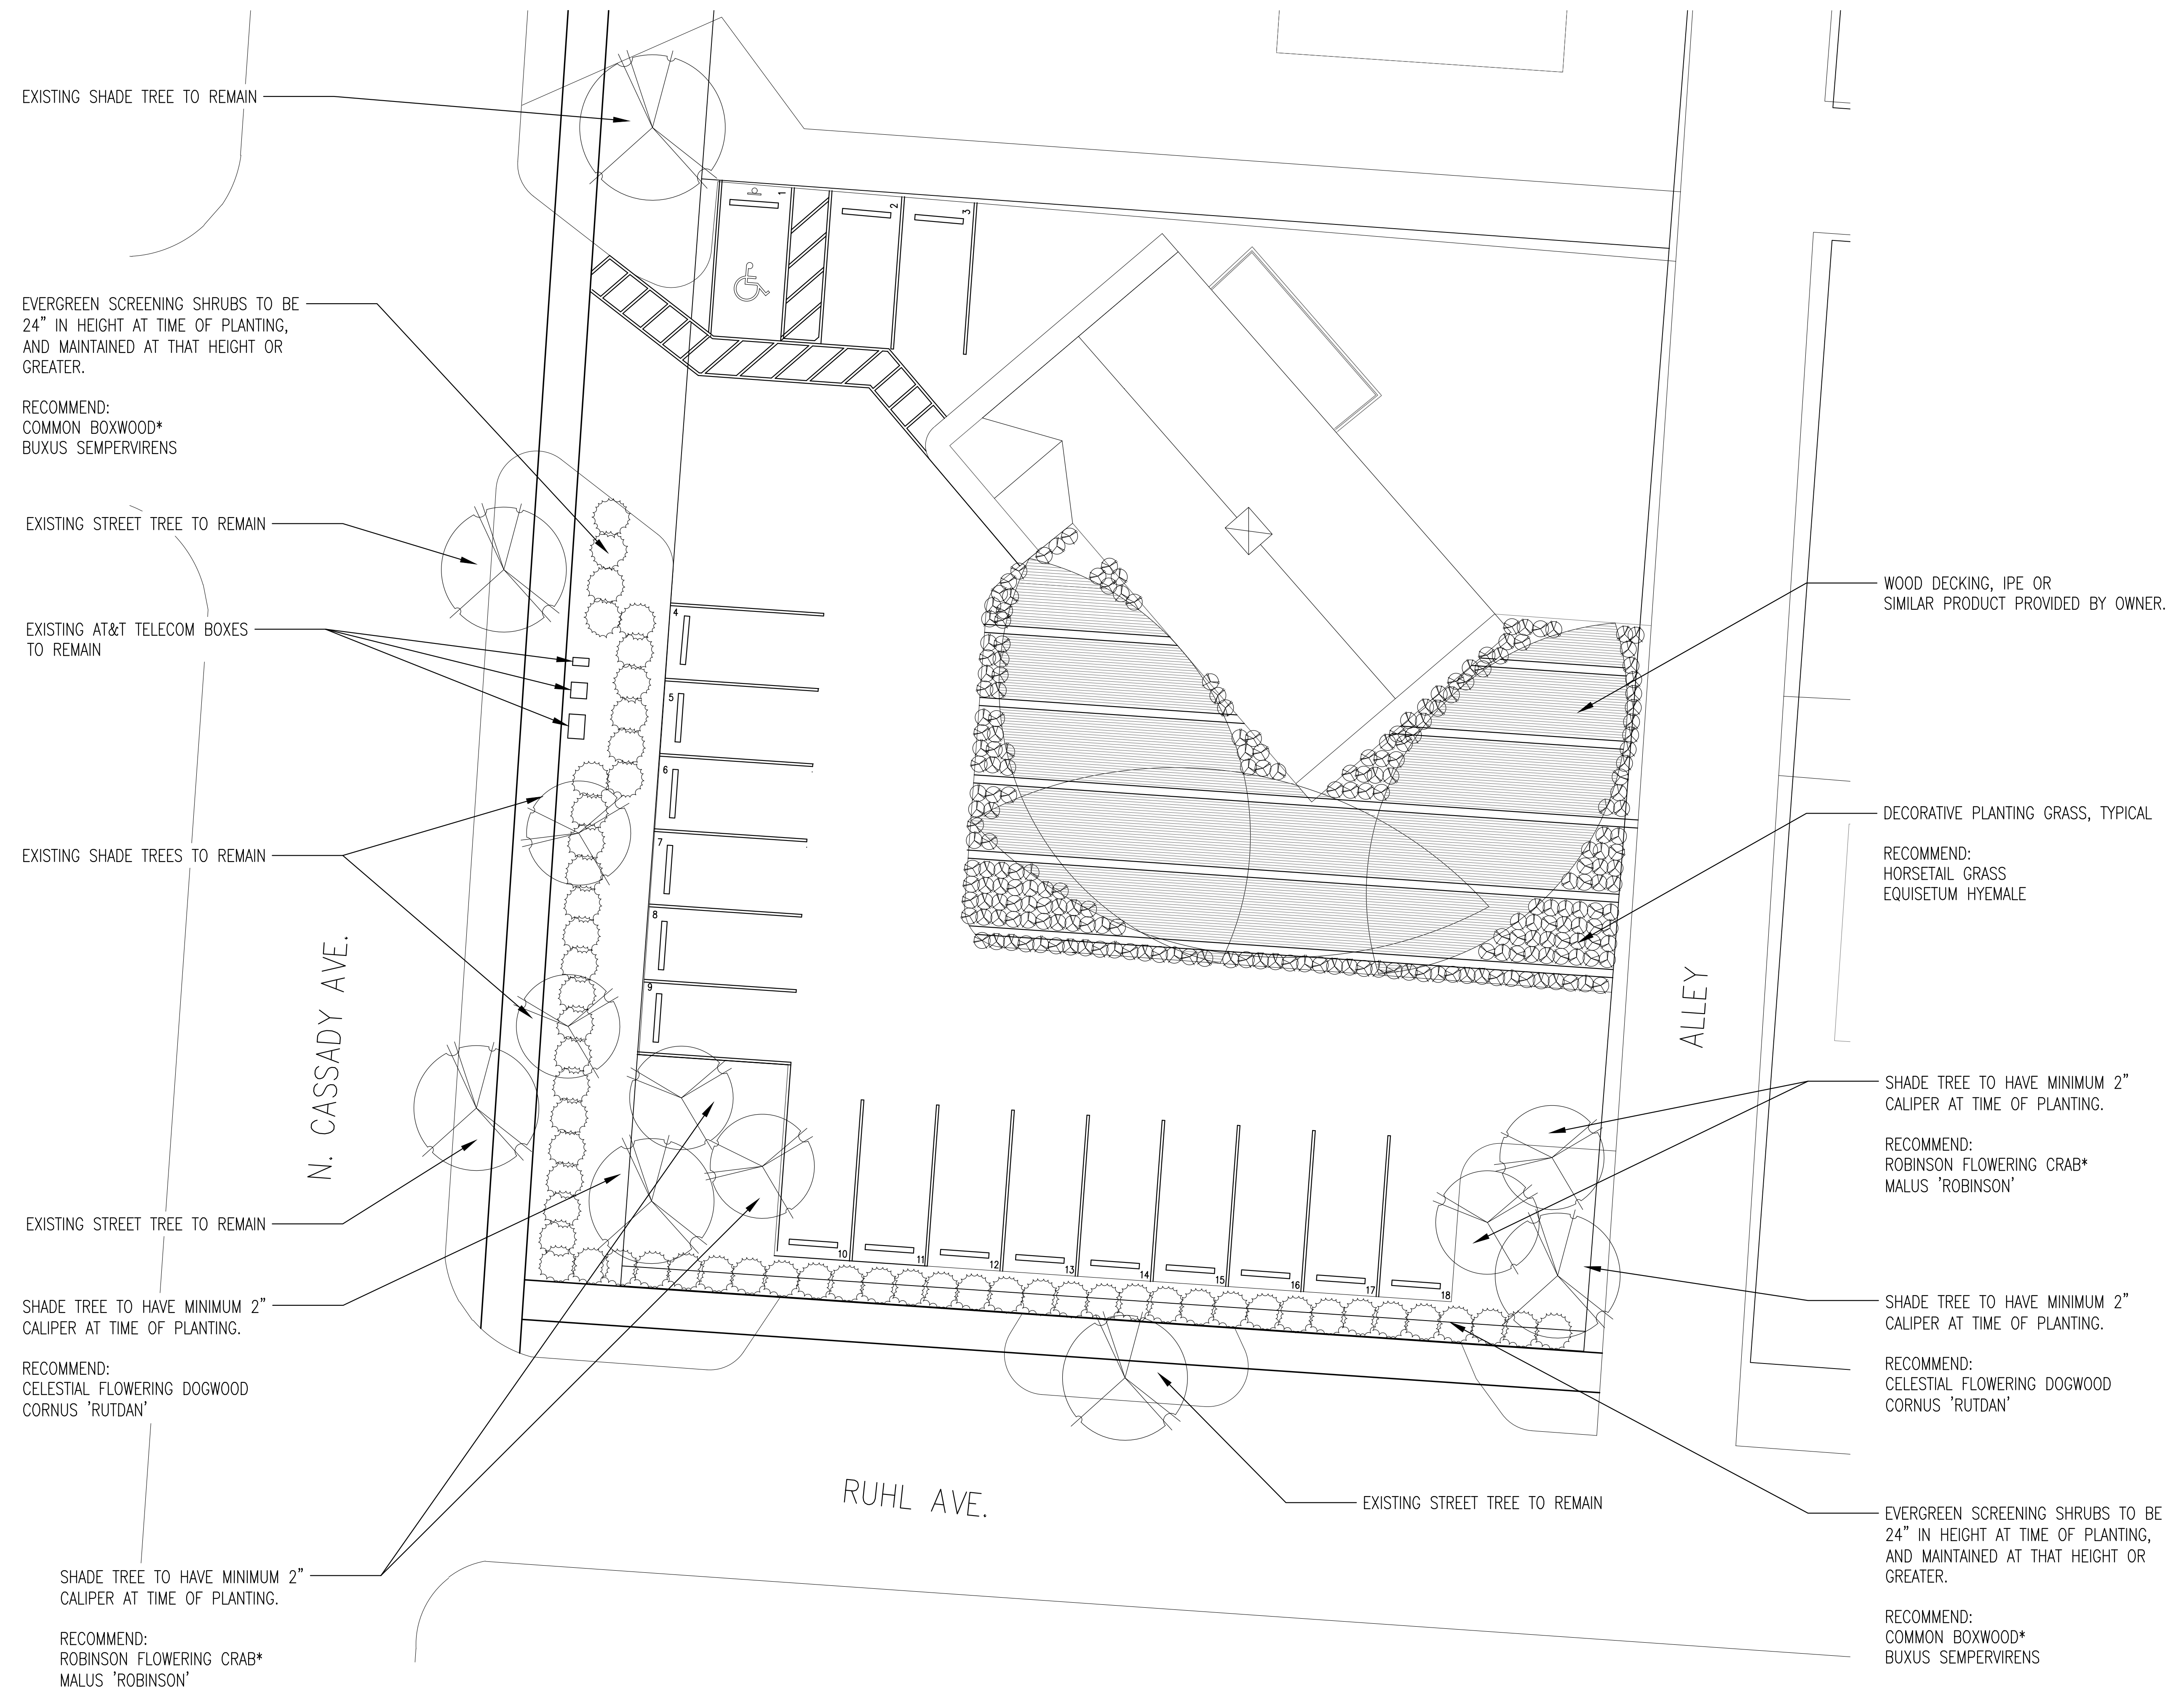 EXISTING SHADE TREE TO REMAIN
EVERGREEN SCREENING SHRUBS TO BE
24" IN HEIGHT AT TIME OF PLANTING,
AND MAINTAINED AT THAT HEIGHT OR
GREATER.
RECOMMEND:
COMMON BOXWOOD*
BUXUS SEMPERVIRENS
EXISTING STREET TREE TO REMAIN
EXISTING AT&T TELECOM BOXES
TO REMAIN
EXISTING SHADE TREES TO REMAIN
N. CASSADY AVE.
EXISTING STREET TREE TO REMAIN
SHADE TREE TO HAVE MINIMUM 2"
CALIPER AT TIME OF PLANTING.
RECOMMEND:
CELESTIAL FLOWERING DOGWOOD
CORNUS 'RUTDAN'
SHADE TREE TO HAVE MINIMUM 2"
CALIPER AT TIME OF PLANTING.
RECOMMEND:
ROBINSON FLOWERING CRAB*
MALUS 'ROBINSON'
1
2
3
4
5
6
7
8
9
10
11
12
13
14
15
16
17
18
RUHL AVE.
EXISTING STREET TREE TO REMAIN
ALLEY
WOOD DECKING, IPE OR
SIMILAR PRODUCT PROVIDED BY OWNER.
DECORATIVE PLANTING GRASS, TYPICAL
RECOMMEND:
HORSETAIL GRASS
EQUISETUM HYEMALE
SHADE TREE TO HAVE MINIMUM 2"
CALIPER AT TIME OF PLANTING.
RECOMMEND:
ROBINSON FLOWERING CRAB*
MALUS 'ROBINSON'
SHADE TREE TO HAVE MINIMUM 2"
CALIPER AT TIME OF PLANTING.
RECOMMEND:
CELESTIAL FLOWERING DOGWOOD
CORNUS 'RUTDAN'
EVERGREEN SCREENING SHRUBS TO BE
24" IN HEIGHT AT TIME OF PLANTING,
AND MAINTAINED AT THAT HEIGHT OR
GREATER.
RECOMMEND:
COMMON BOXWOOD*
BUXUS SEMPERVIRENS